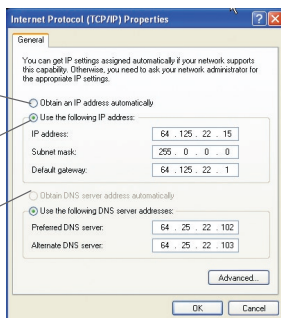 Internet Protocol (TCP/IP) Properties
General
You can get IP settings assigned automatically if your network supports
this capability. Otherwise, you need to ask your network administrator for
the appropriate IP settings.
Obtain an IP address automatically
Use the following IP address:
IP address: 64 . 125 . 22 . 15
Subnet mask: 255 . 0 . 0 . 0
Default gateway: 64 . 125 . 22 . 1
Obtain DNS server address automatically
Use the following DNS server addresses:
Preferred DNS server: 64 . 25 . 22 . 102
Alternate DNS server: 64 . 25 . 22 . 103
Advanced...
OK Cancel